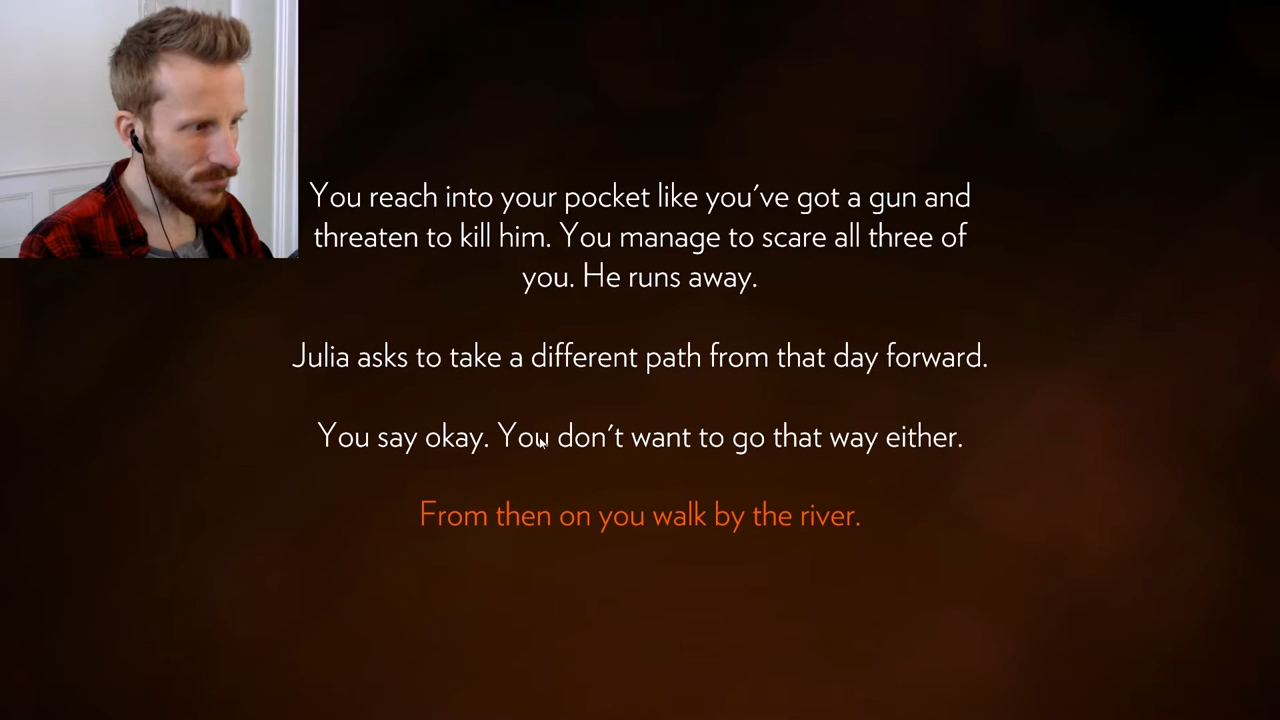 You reach into your pocket like you've got a gun and
threaten to kill him. You manage to scare all three of
you. He runs away.
Julia asks to take a different path from that day forward.
You say okay. You don't want to go that way either.
From then on you walk by the river.